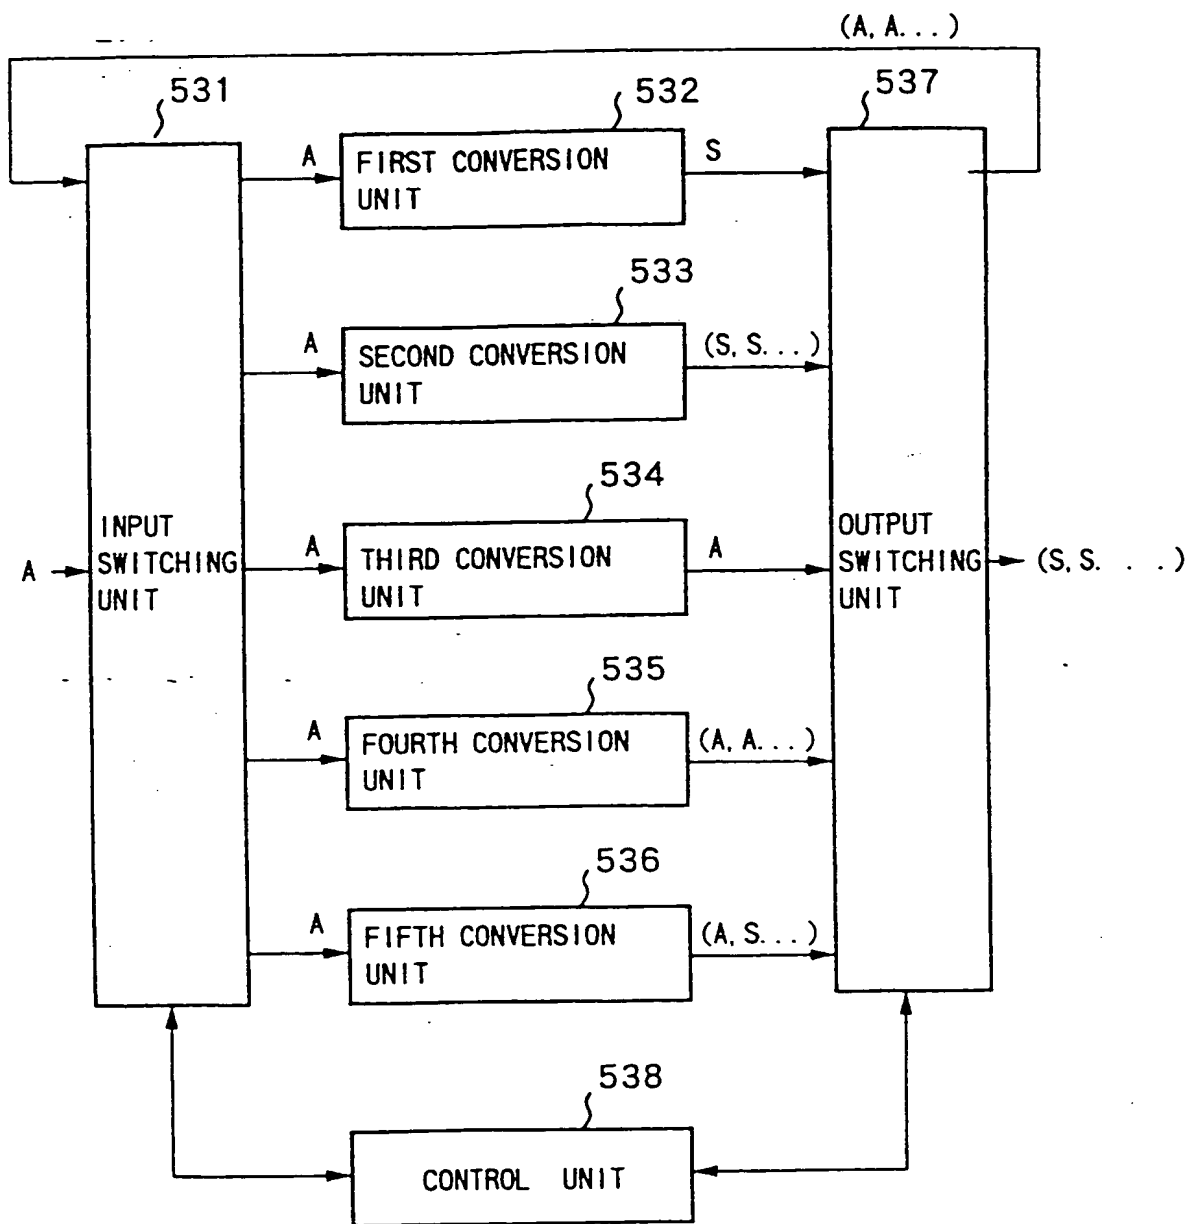 (A, A...)
531
532
537
A
FIRST CONVERSION
UNIT
S
533
A
SECOND CONVERSION
UNIT
(S, S...)
534
INPUT
SWITCHING
UNIT
A
A
THIRD CONVERSION
UNIT
A
OUTPUT
SWITCHING
UNIT
(S, S. . . )
535
A
FOURTH CONVERSION
UNIT
(A, A...)
536
A
FIFTH CONVERSION
UNIT
(A, S...)
538
CONTROL UNIT